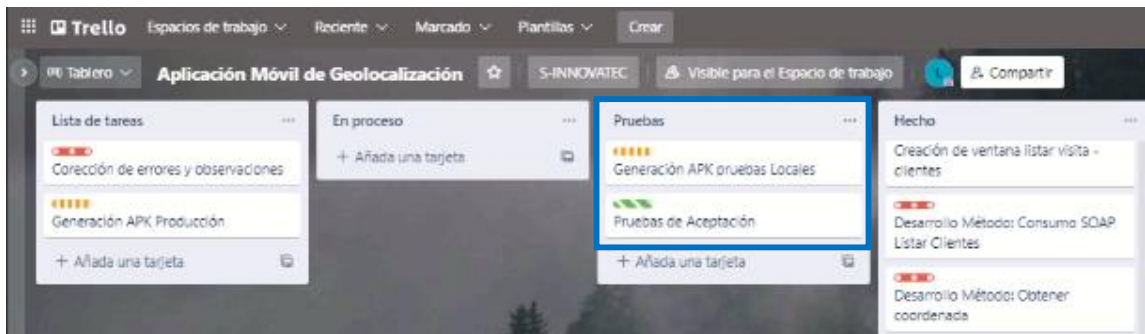 Trello Espacios de trabajo Reciente Marcado Plantillas Crear
Tablero Aplicación Móvil de Geolocalización S-INNOVATEC Visible para el Espacio de trabajo Compartir
Lista de tareas
Corección de errores y observaciones
Generación APK Producción
+ Añada una tarjeta
En proceso
+ Añada una tarjeta
Pruebas
Generación APK pruebas Locales
Pruebas de Aceptación
+ Añada una tarjeta
Hecho
Creación de ventana listar visita -
clientes
Desarrollo Método: Consumo SOAP
Listar Clientes
Desarrollo Método: Obtener
coordenada